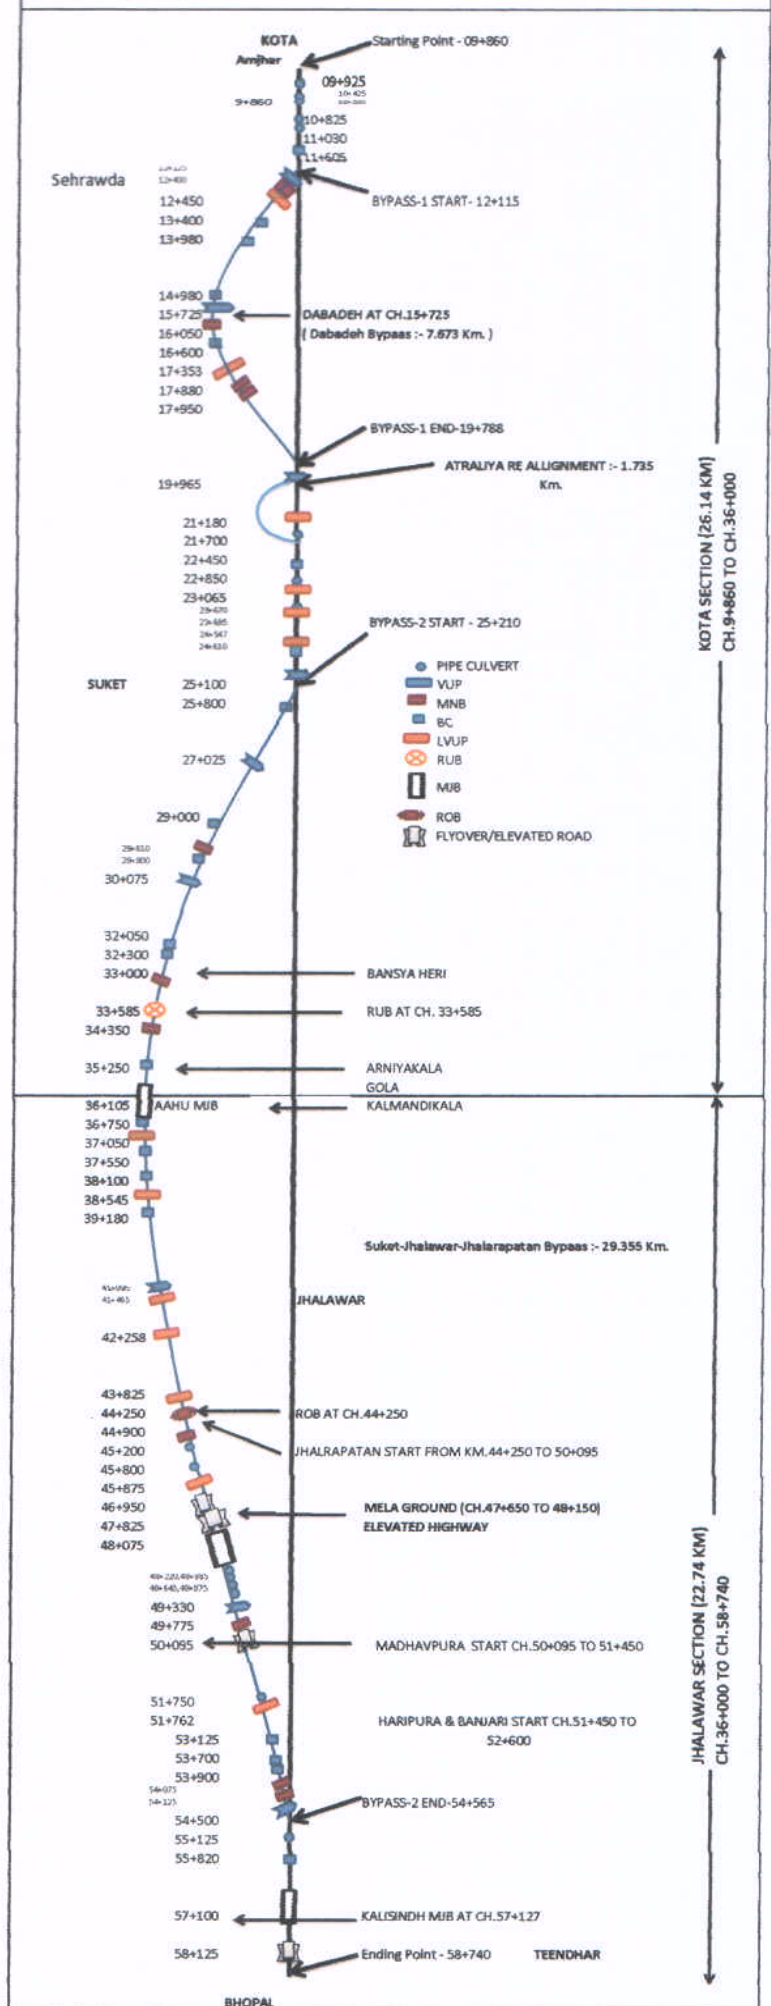 KOTA
Starting Point - 09+860
Amjhar
09+925
10+425
9+860
10+825
11+030
11+605
Sehrawda
12+400
12+450
BYPASS-1 START- 12+115
13+400
13+980
14+980
15+725
DABADEH AT CH.15+725
16+050
( Dabadeh Bypaas :- 7.673 Km. )
16+600
17+353
17+880
17+950
BYPASS-1 END-19+788
ATRALIYA RE ALLIGNMENT :- 1.735
Km.
19+965
21+180
21+700
22+450
22+850
23+065
BYPASS-2 START - 25+210
SUKET
25+100
25+800
PIPE CULVERT
VUP
MNB
BC
LVUP
RUB
MJB
ROB
FLYOVER/ELEVATED ROAD
KOTA SECTION (26.14 KM)
CH.9+860 TO CH.36+000
27+025
29+000
30+075
32+050
32+300
33+000
BANSYA HERI
33+585
RUB AT CH. 33+585
34+350
35+250
ARNIYAKALA
GOLA
36+105
AAHU MJB
KALMANDIKALA
36+750
37+050
37+550
38+100
38+545
39+180
Suket-Jhalawar-Jhalarapatan Bypaas :- 29.355 Km.
41+465
JHALAWAR
42+258
43+825
44+250
ROB AT CH.44+250
44+900
45+200
JHALRAPATAN START FROM KM.44+250 TO 50+095
45+800
45+875
46+950
MELA GROUND (CH.47+650 TO 48+150)
47+825
ELEVATED HIGHWAY
48+075
49+330
49+775
50+095
MADHAVPURA START CH.50+095 TO 51+450
51+750
51+762
HARIPURA & BANJARI START CH.51+450 TO
52+600
53+125
53+700
53+900
54+075
54+125
BYPASS-2 END-54+565
54+500
55+125
55+820
JHALAWAR SECTION (22.74 KM)
CH.36+000 TO CH.58+740
57+100
KALISINDH MJB AT CH.57+127
58+125
Ending Point - 58+740
TEENDHAR
BHOPAL